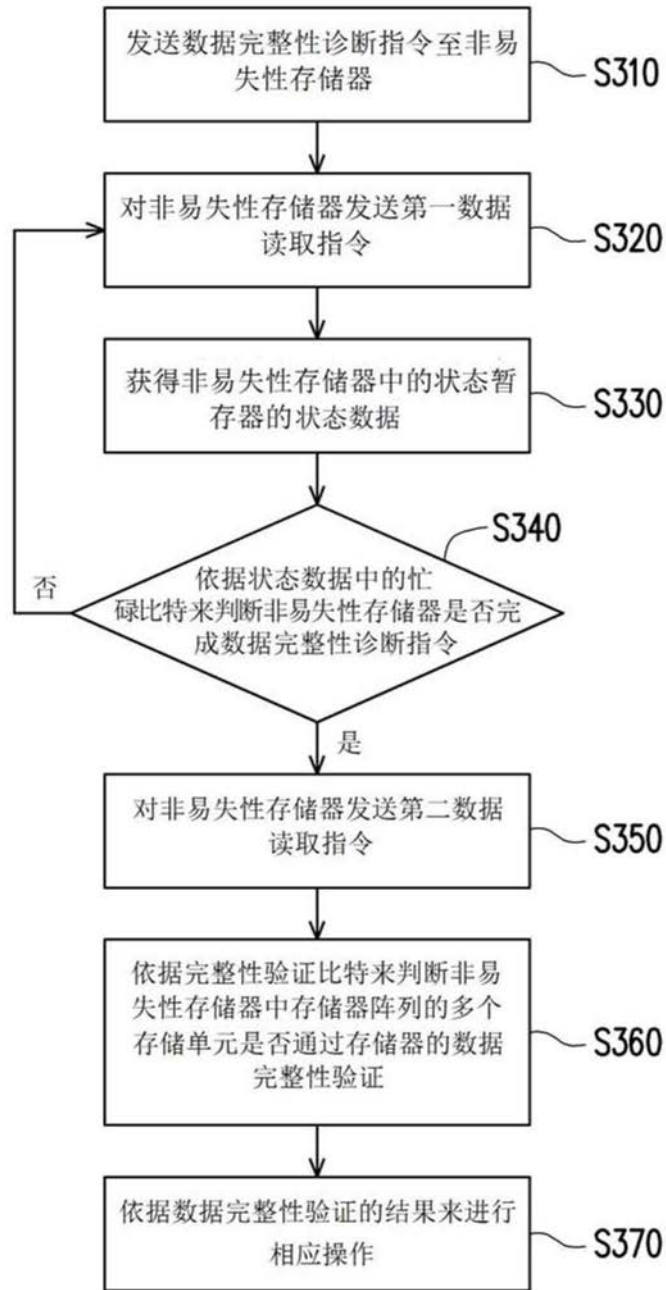 发送数据完整性诊断指令至非易
失性存储器
S310
对非易失性存储器发送第一数据
读取指令
S320
获得非易失性存储器中的状态暂
存器的状态数据
S330
S340
依据状态数据中的忙
碌比特来判断非易失性存储器是否完
成数据完整性诊断指令
否
是
对非易失性存储器发送第二数据
读取指令
S350
依据完整性验证比特来判断非易
失性存储器中存储器阵列的多个
存储单元是否通过存储器的数据
完整性验证
S360
依据数据完整性验证的结果来进行
相应操作
S370